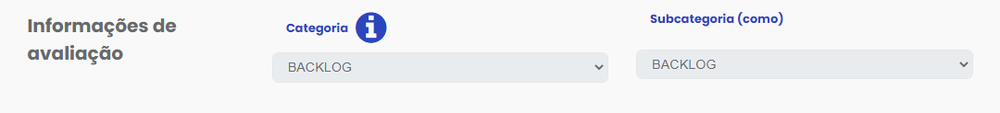 Informações de
avaliação
Categoria
BACKLOG
Subcategoria (como)
BACKLOG